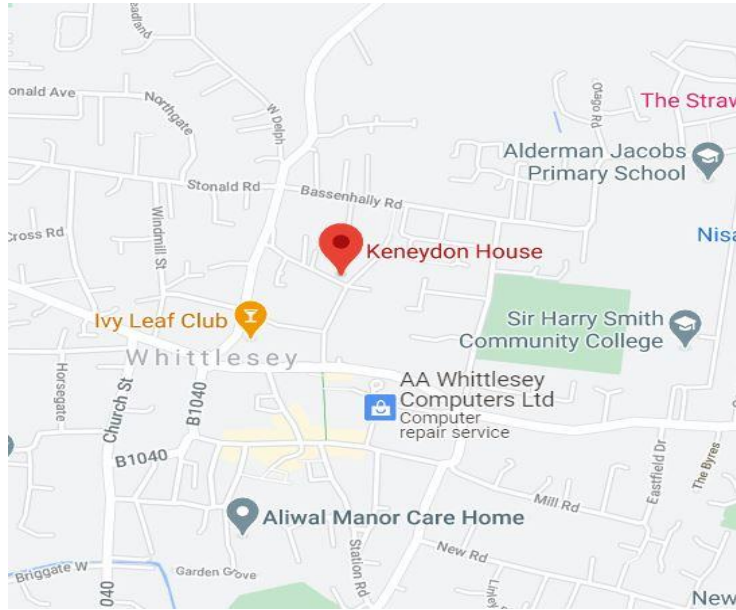 onald Ave
Northgate
W Delph
Otago Rd
The Straw
Alderman Jacobs
Primary School
Stonald Rd
Bassenhally Rd
Windmill St
Cross Rd
Keneydon House
Nisa
Ivy Leaf Club
Sir Harry Smith
Community College
Whittlesey
Horsegate
Church St
B1040
AA Whittlesey
Computers Ltd
Computer
repair service
B1040
Eastfield Dr
The Byres
Mill Rd
Aliwal Manor Care Home
Station Rd
New Rd
Briggate W
Garden Grove
040
New